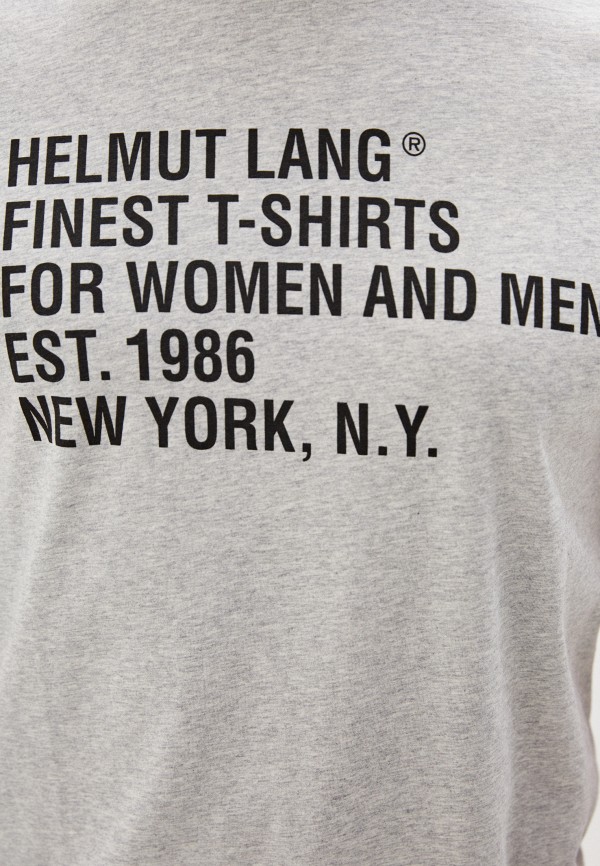 HELMUT LANG®
FINEST T-SHIRTS
FOR WOMEN AND MEN
EST. 1986
NEW YORK, N.Y.